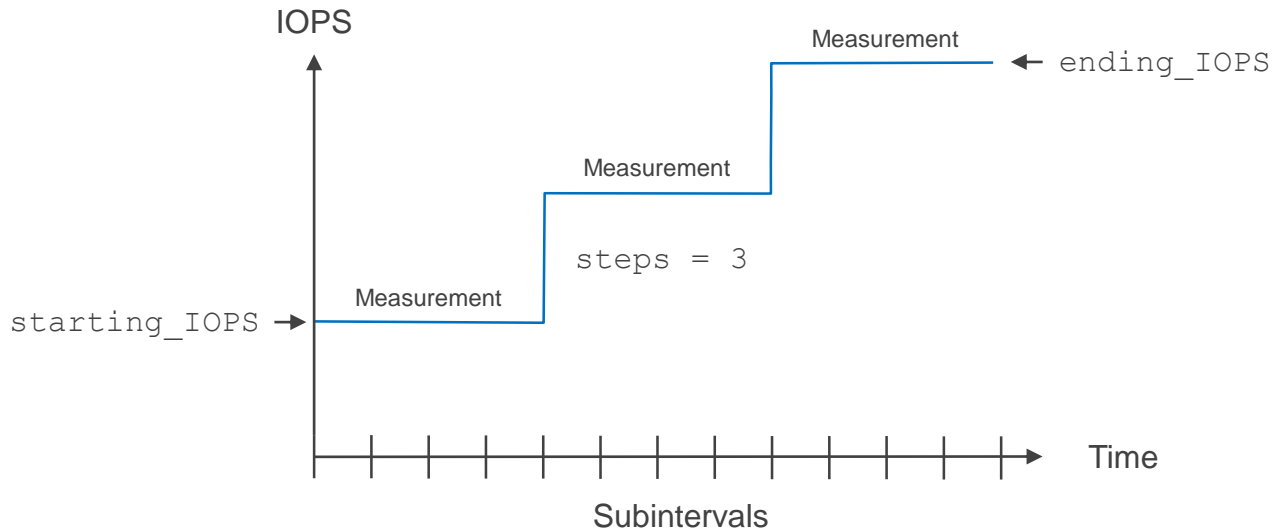 IOPS
Measurement
ending_IOPS
Measurement
steps = 3
Measurement
starting_IOPS
Time
Subintervals